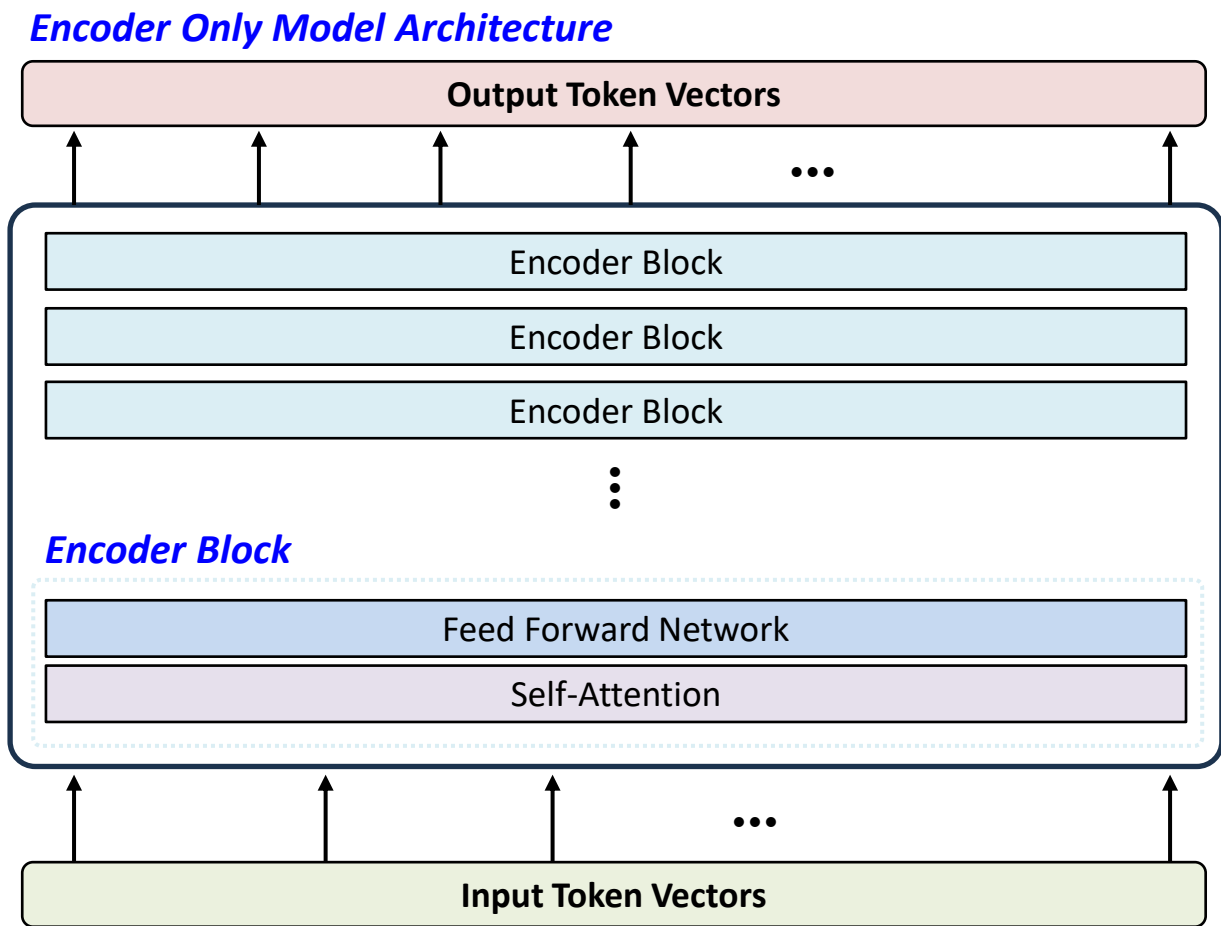 Encoder Only Model Architecture
Output Token Vectors
...
Encoder Block
Encoder Block
Encoder Block
...
Encoder Block
Feed Forward Network
Self-Attention
...
Input Token Vectors